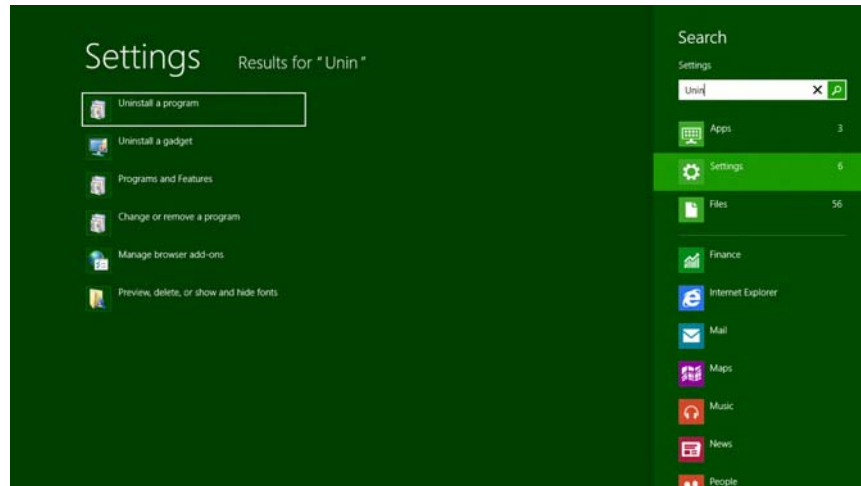 Settings Results for “Unin”
Uninstall a program
Uninstall a gadget
Programs and Features
Change or remove a program
Manage browser add-ons
Preview, delete, or show and hide fonts
Search
Settings
Unin
Apps 3
Settings 6
Files 56
Finance
Internet Explorer
Mail
Maps
Music
News
People